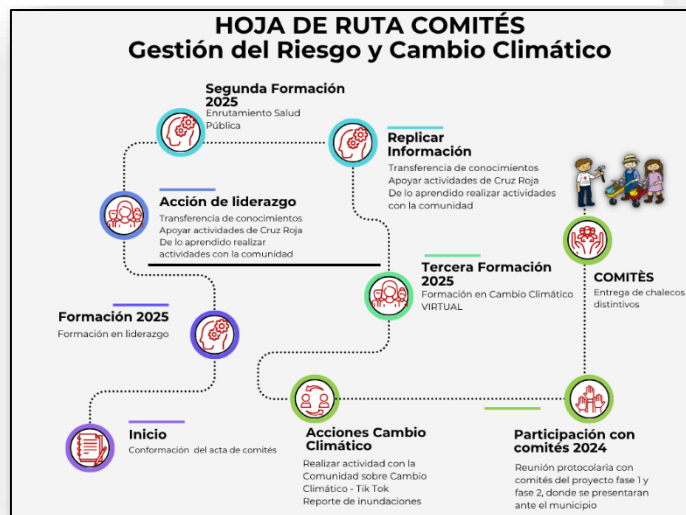 HOJA DE RUTA COMITÉS
Gestión del Riesgo y Cambio Climático
Segunda Formación
2025
Enrutamiento Salud
Pública
Replicar
Información
Transferencia de conocimientos
Apoyar actividades de Cruz Roja
De lo aprendido realizar actividades
con la comunidad
Acción de liderazgo
Transferencia de conocimientos
Apoyar actividades de Cruz Roja
De lo aprendido realizar
actividades con la comunidad
COMITÈS
Entrega de chalecos
distintivos
Tercera Formación
2025
Formación en Cambio Climático
VIRTUAL
Formación 2025
Formación en liderazgo
Inicio
Conformación del acta de comités
Acciones Cambio
Climático
Realizar actividad con la
Comunidad sobre Cambio
Climático - Tik Tok
Reporte de inundaciones
Participación con
comités 2024
Reunión protocolaria con
comités del proyecto fase 1 y
fase 2, donde se presentaran
ante el municipio